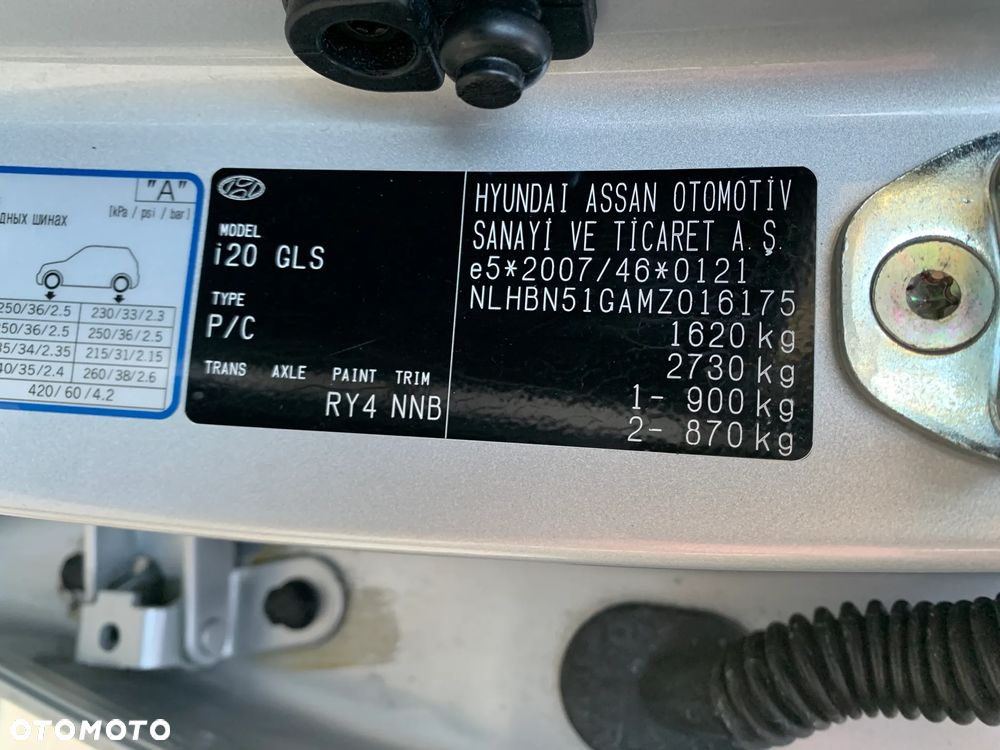 "A"
дных шинах
[kPa / psi / bar]
250/36/2.5 230/33/2.3
250/36/2.5 250/36/2.5
35/34/2.35 215/31/2.15
40/35/2.4 260/38/2.6
420/60/4.2
MODEL
i20 GLS
TYPE
P/C
TRANS AXLE PAINT TRIM
RY4 NNB
HYUNDAI ASSAN OTOMOTİV
SANAYİ VE TİCARET A.Ş.
e5*2007/46*0121
NLHBN51GAMZ016175
1620 kg
2730 kg
1- 900 kg
2- 870 kg
OTOMOTO